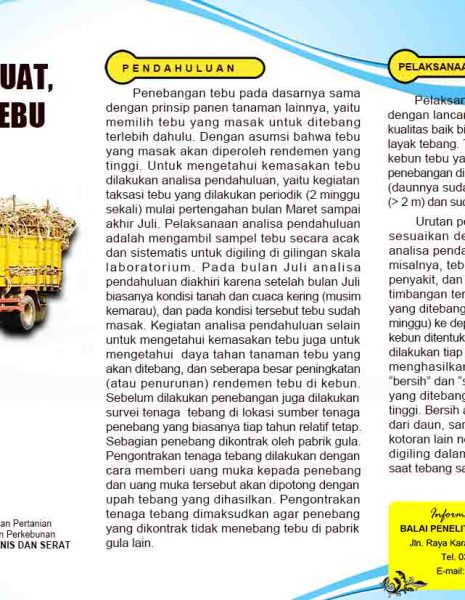 UAT,
EBU
an Pertanian
n Perkebunan
NIS DAN SERAT
PENDAHULUAN
Penebangan tebu pada dasarnya sama
dengan prinsip panen tanaman lainnya, yaitu
memilih tebu yang masak untuk ditebang
terlebih dahulu. Dengan asumsi bahwa tebu
yang masak akan diperoleh rendemen yang
tinggi. Untuk mengetahui kemasakan tebu
dilakukan analisa pendahuluan, yaitu kegiatan
taksasi tebu yang dilakukan periodik (2 minggu
sekali) mulai pertengahan bulan Maret sampai
akhir Juli. Pelaksanaan analisa pendahuluan
adalah mengambil sampel tebu secara acak
dan sistematis untuk digiling di gilingan skala
laboratorium. Pada bulan Juli analisa
pendahuluan diakhiri karena setelah bulan Juli
biasanya kondisi tanah dan cuaca kering (musim
kemarau), dan pada kondisi tersebut tebu sudah
masak. Kegiatan analisa pendahuluan selain
untuk mengetahui kemasakan tebu juga untuk
mengetahui daya tahan tanaman tebu yang
akan ditebang, dan seberapa besar peningkatan
(atau penurunan) rendemen tebu di kebun.
Sebelum dilakukan penebangan juga dilakukan
survei tenaga tebang di lokasi sumber tenaga
penebang yang biasanya tiap tahun relatif tetap.
Sebagian penebang dikontrak oleh pabrik gula.
Pengontrakan tenaga tebang dilakukan dengan
cara memberi uang muka kepada penebang
dan uang muka tersebut akan dipotong dengan
upah tebang yang dihasilkan. Pengontrakan
tenaga tebang dimaksudkan agar penebang
yang dikontrak tidak menebang tebu di pabrik
gula lain.
PELAKSANAA
Pelaksan
dengan lancar
kualitas baik bi
layak tebang. T
kebun tebu ya
penebangan di
(daunnya suda
(> 2 m) dan suc
Urutan po
sesuaikan de
analisa penda
misalnya, teb
penyakit, dan
timbangan ter
yang ditebang
minggu) ke dep
kebun ditentuk
dilakukan tiap
menghasilkan
"bersih" dan "s
yang ditebang
tinggi. Bersih a
dari daun, sam
kotoran lain no
digiling dalam
saat tebang sa
Inform
BALAI PENELIT
Jln. Raya Kara
Tel. 03
E-mail: